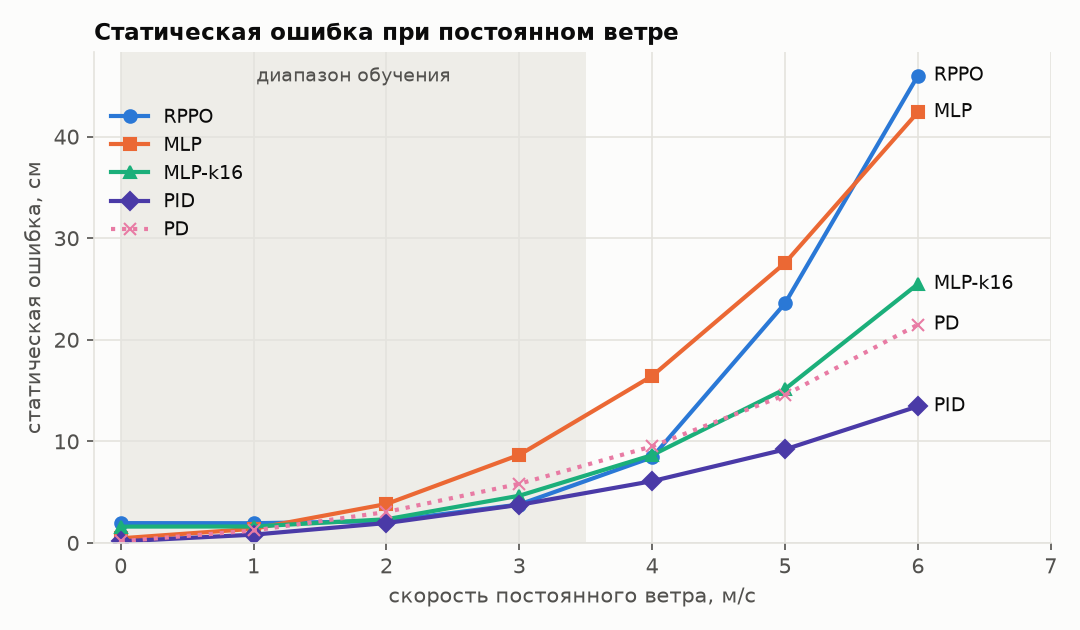 Статическая ошибка при постоянном ветре
диапазон обучения
RPPO
MLP
MLP-k16
PID
PD
RPPO
MLP
MLP-k16
PD
PID
статическая ошибка, см
40
30
20
10
0
0 1 2 3 4 5 6 7
скорость постоянного ветра, м/с